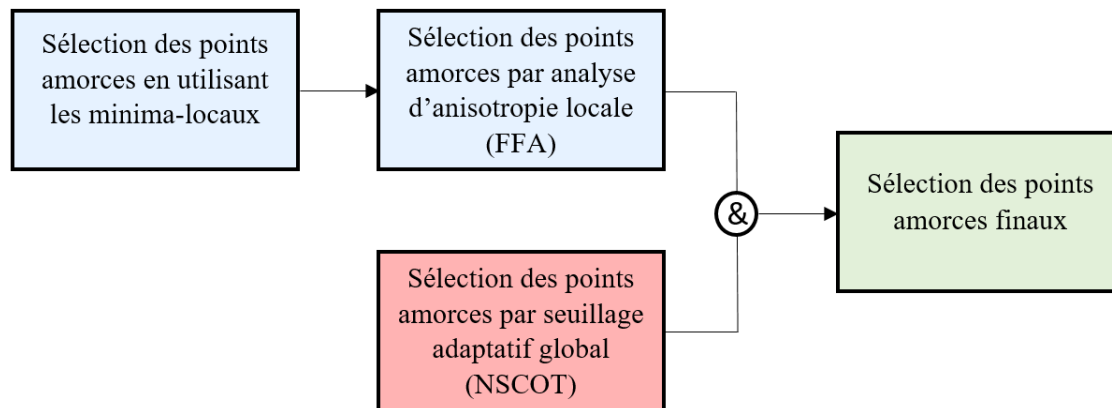 Sélection des points
amorces en utilisant
les minima-locaux
Sélection des points
amorces par analyse
d’anisotropie locale
(FFA)
&
Sélection des points
amorces finaux
Sélection des points
amorces par seuillage
adaptatif global
(NSCOT)